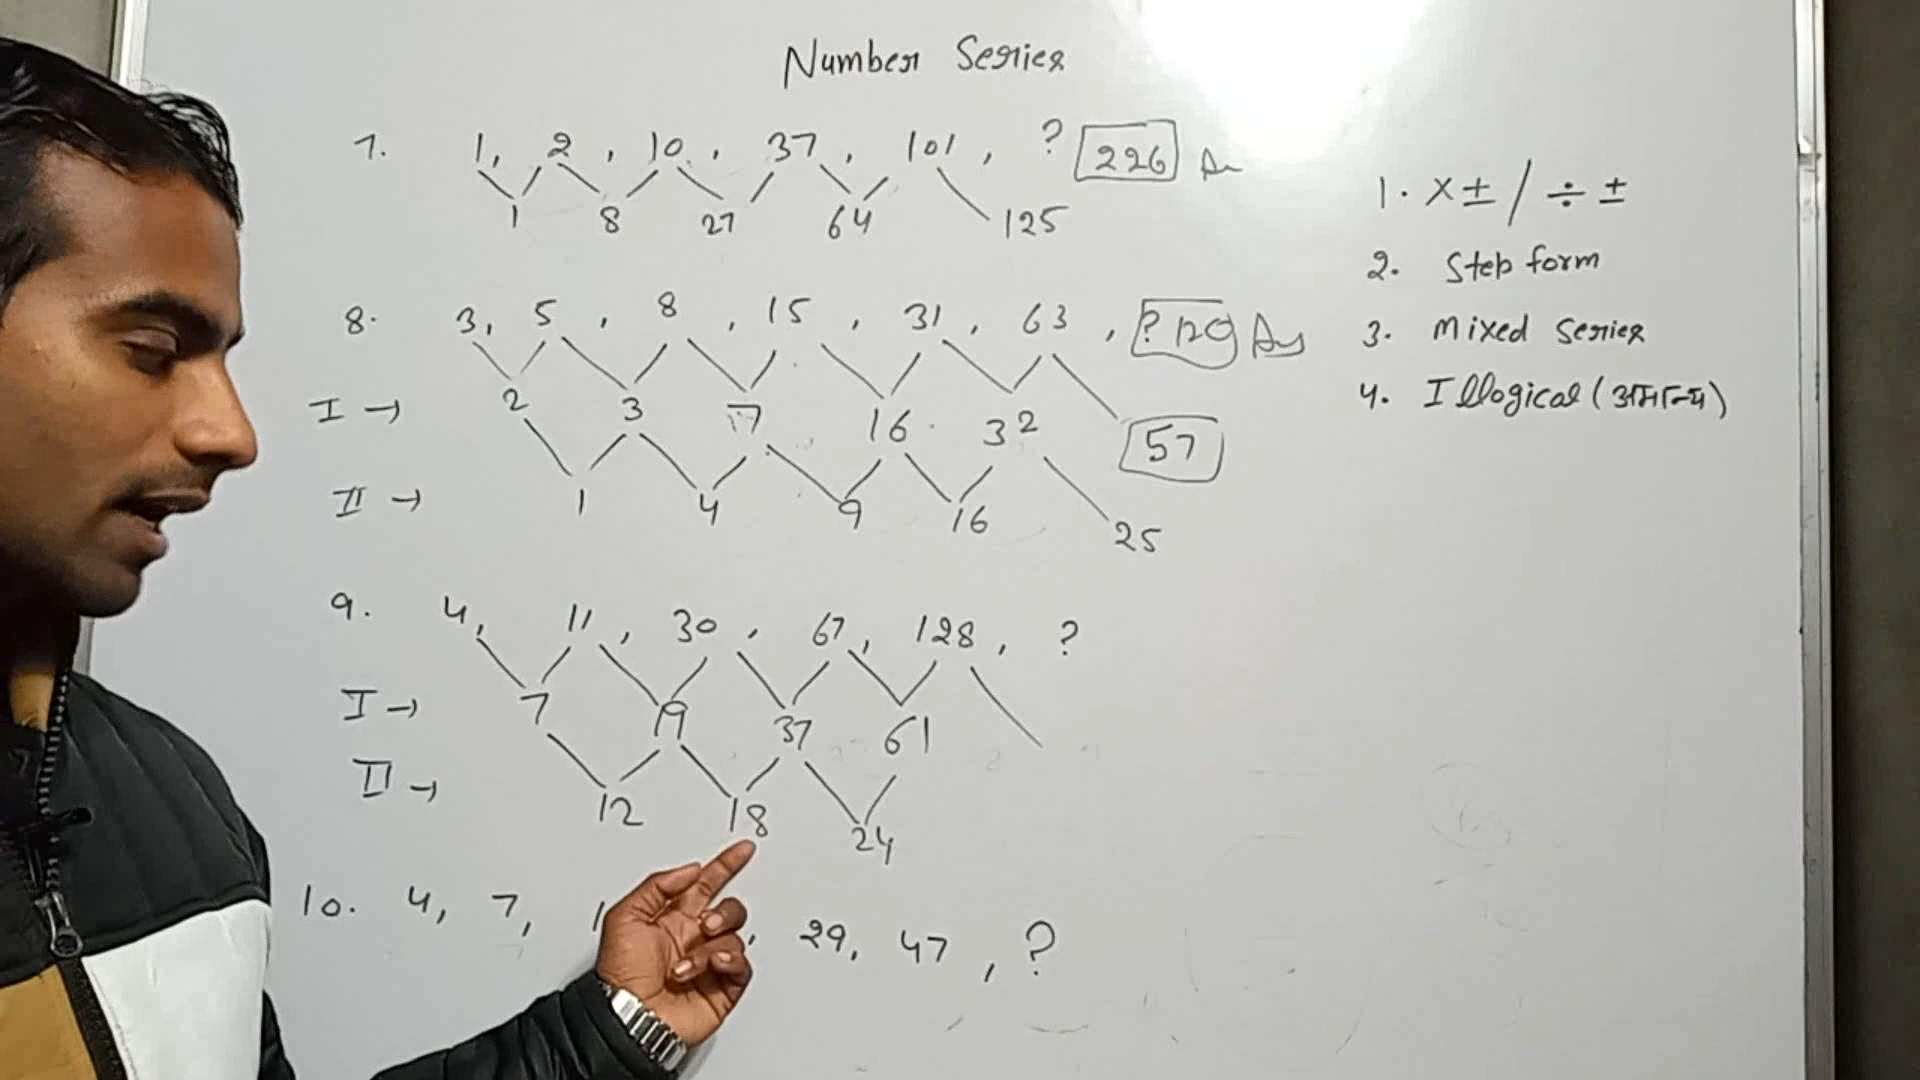 Number Series
7. 1, 2, 10, 37, 101, ? 226 An
1 8 27 64 125
8. 3, 5, 8, 15, 31, 63, ? 120 Ans
I → 2 3 7 16 32 57
II → 1 4 9 16 25
9. 4, 11, 30, 67, 128, ?
I → 7 19 37 61
II → 12 18 24
10. 4, 7, 1 , 29, 47, ?
1. ×± / ÷±
2. Step form
3. Mixed Series
4. Illogical (अमान्य)